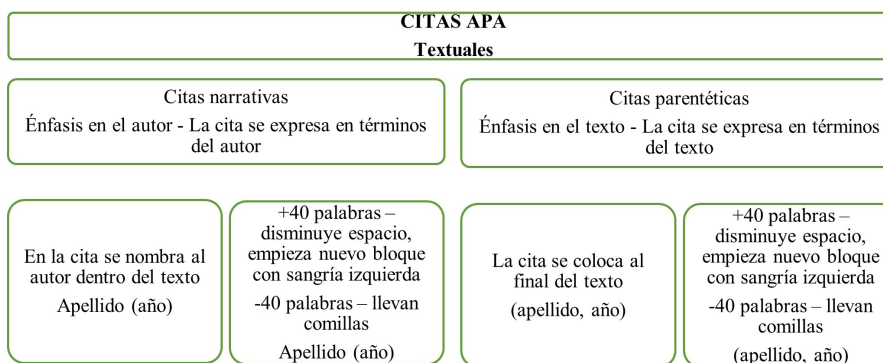 CITAS APA
Textuales
Citas narrativas
Énfasis en el autor - La cita se expresa en términos
del autor
Citas parentéticas
Énfasis en el texto - La cita se expresa en términos
del texto
En la cita se nombra al
autor dentro del texto
Apellido (año)
+40 palabras –
disminuye espacio,
empieza nuevo bloque
con sangría izquierda
-40 palabras – llevan
comillas
Apellido (año)
La cita se coloca al
final del texto
(apellido, año)
+40 palabras –
disminuye espacio,
empieza nuevo bloque
con sangría izquierda
-40 palabras – llevan
comillas
(apellido, año)